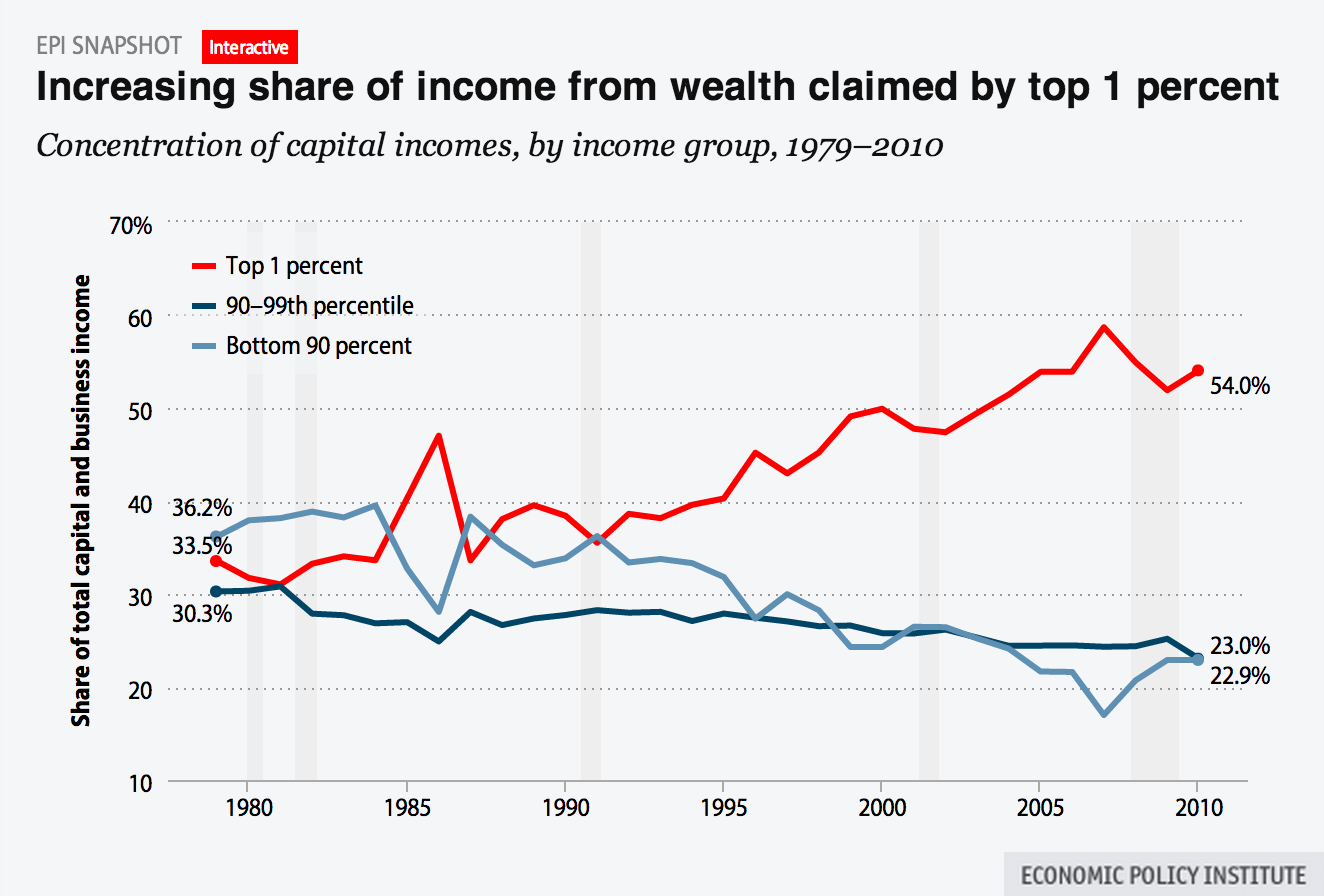 EPI SNAPSHOT Interactive
Increasing share of income from wealth claimed by top 1 percent
Concentration of capital incomes, by income group, 1979–2010
Share of total capital and business income
70%
60
50
40
30
20
10
Top 1 percent
90–99th percentile
Bottom 90 percent
36.2%
33.5%
30.3%
54.0%
23.0%
22.9%
1980 1985 1990 1995 2000 2005 2010
ECONOMIC POLICY INSTITUTE